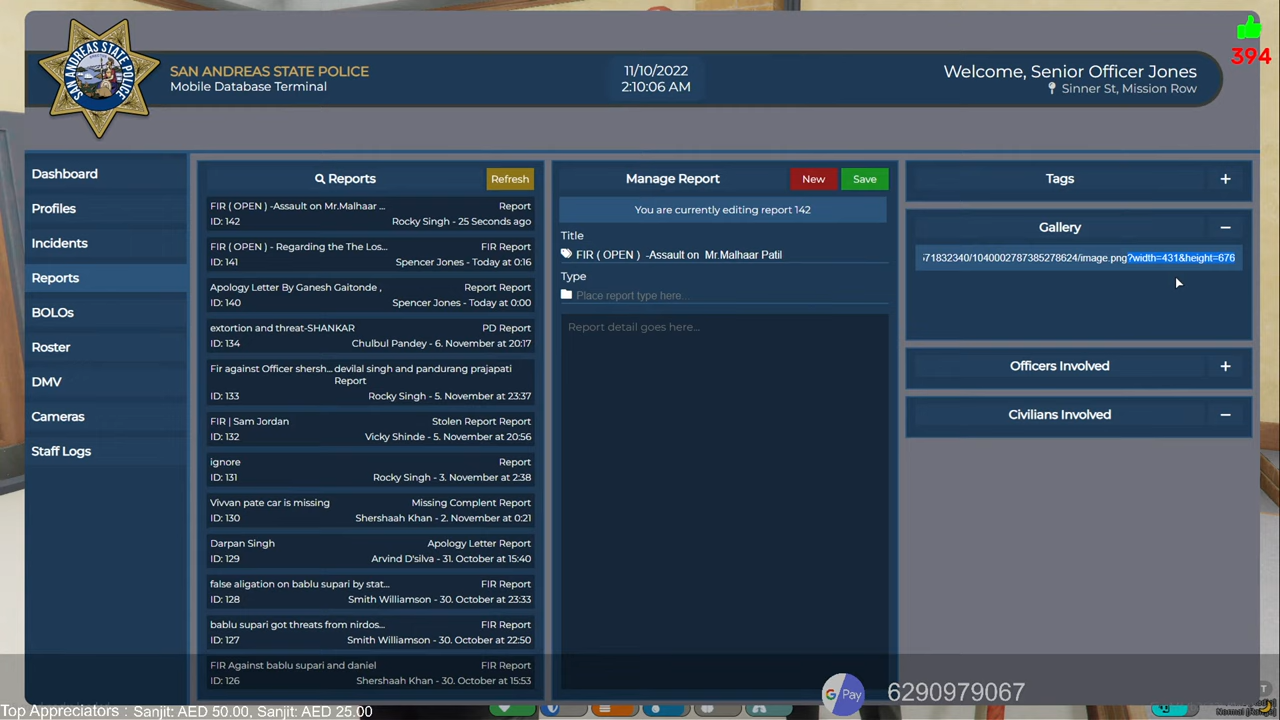 394
SAN ANDREAS STATE POLICE
Mobile Database Terminal
11/10/2022
2:10:06 AM
Welcome, Senior Officer Jones
Sinner St, Mission Row
Dashboard
Profiles
Incidents
Reports
BOLOs
Roster
DMV
Cameras
Staff Logs
Reports
Refresh
FIR ( OPEN ) -Assault on Mr.Malhaar ... Report
ID: 142 Rocky Singh - 25 Seconds ago
FIR ( OPEN ) - Regarding the The Los... FIR Report
ID: 141 Spencer Jones - Today at 0:16
Apology Letter By Ganesh Gaitonde , Report Report
ID: 140 Spencer Jones - Today at 0:00
extortion and threat-SHANKAR PD Report
ID: 134 Chulbul Pandey - 6. November at 20:17
Fir against Officer shersh... devilal singh and pandurang prajapati
Report
ID: 133 Rocky Singh - 5. November at 23:37
FIR | Sam Jordan Stolen Report Report
ID: 132 Vicky Shinde - 5. November at 20:56
ignore Report
ID: 131 Rocky Singh - 3. November at 2:38
Vivvan pate car is missing Missing Complent Report
ID: 130 Shershaah Khan - 2. November at 0:21
Darpan Singh Apology Letter Report
ID: 129 Arvind D'silva - 31. October at 15:40
false aligation on bablu supari by stat... FIR Report
ID: 128 Smith Williamson - 30. October at 23:33
bablu supari got threats from nirdos... FIR Report
ID: 127 Smith Williamson - 30. October at 22:50
FIR Against bablu supari and daniel FIR Report
ID: 126 Shershaah Khan - 30. October at 15:53
Manage Report
New
Save
You are currently editing report 142
Title
FIR ( OPEN ) -Assault on Mr.Malhaar Patil
Type
Place report type here...
Report detail goes here...
Tags
Gallery
571832340/1040002787385278624/image.png?width=431&height=676
Officers Involved
Civilians Involved
G Pay 6290979067
Top Appreciators : Sanjit: AED 50.00, Sanjit: AED 25.00